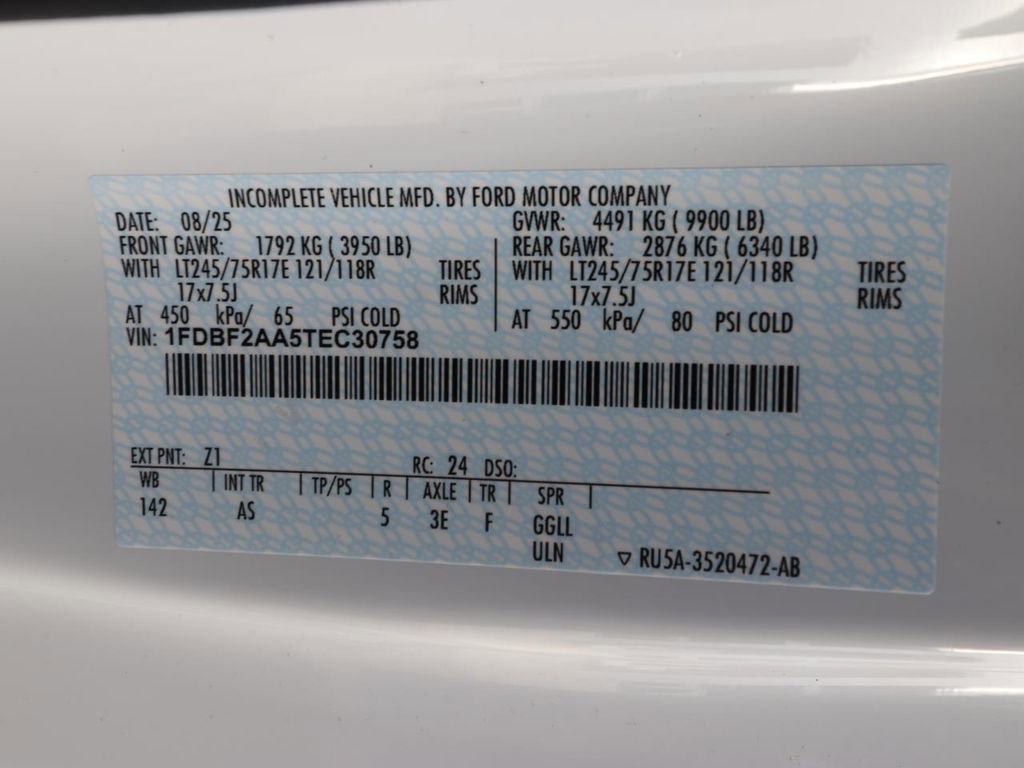 INCOMPLETE VEHICLE MFD. BY FORD MOTOR COMPANY
DATE: 08/25 GVWR: 4491 KG ( 9900 LB)
FRONT GAWR: 1792 KG ( 3950 LB) REAR GAWR: 2876 KG ( 6340 LB)
WITH LT245/75R17E 121/118R TIRES WITH LT245/75R17E 121/118R TIRES
17x7.5J RIMS 17x7.5J RIMS
AT 450 kPa/ 65 PSI COLD AT 550 kPa/ 80 PSI COLD
VIN: 1FDBF2AA5TEC30758
EXT PNT: Z1 RC: 24 DSO:
WB INT TR TP/PS R AXLE TR SPR
142 AS 5 3E F GGLL
ULN ▽ RU5A-3520472-AB